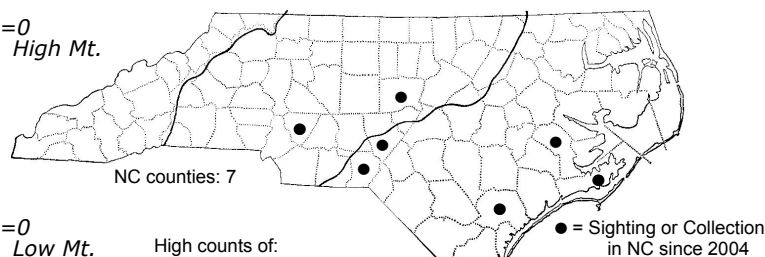 =0
High Mt.
NC counties: 7
=0
Low Mt.
High counts of:
● = Sighting or Collection
in NC since 2004